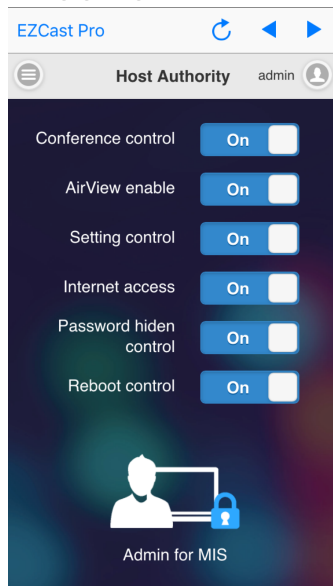 EZCast Pro
Host Authority admin
Conference control On
AirView enable On
Setting control On
Internet access On
Password hiden
control On
Reboot control On
Admin for MIS